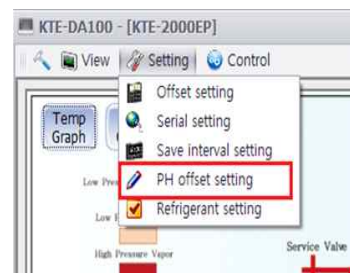 KTE-DA100 - [KTE-2000EP]
View Setting Control
Offset setting
Serial setting
Save interval setting
PH offset setting
Refrigerant setting
Temp
Graph
Low
Low
High Pressure Vapor
Service Valve